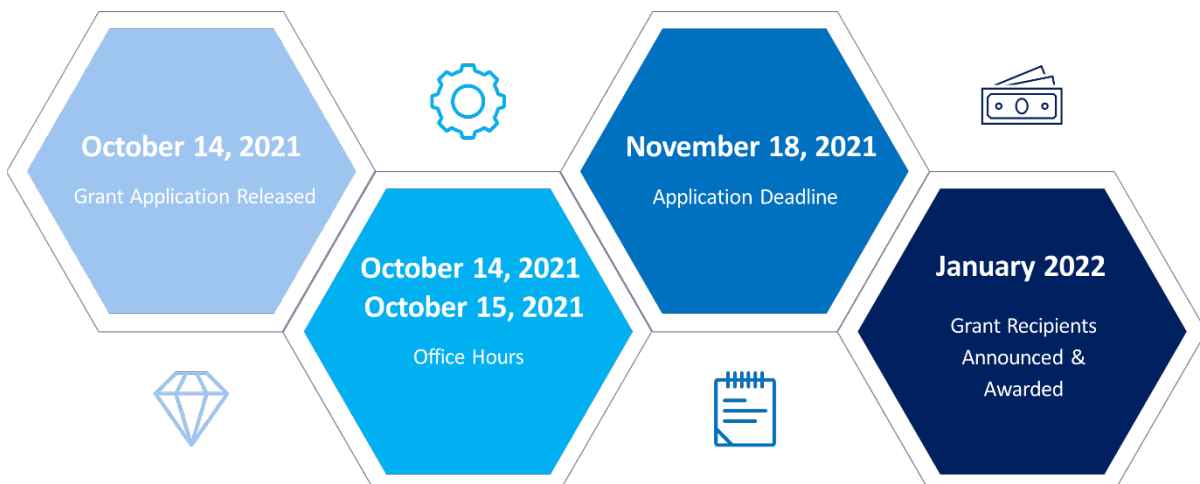 October 14, 2021
Grant Application Released
October 14, 2021
October 15, 2021
Office Hours
November 18, 2021
Application Deadline
January 2022
Grant Recipients
Announced &
Awarded